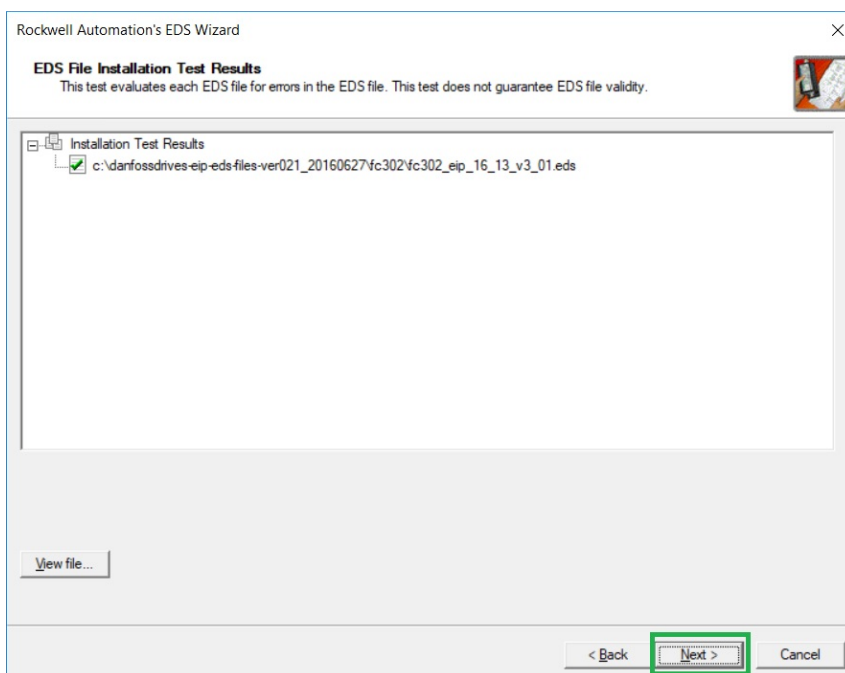 Rockwell Automation's EDS Wizard
EDS File Installation Test Results
This test evaluates each EDS file for errors in the EDS file. This test does not guarantee EDS file validity.
Installation Test Results
c:\danfossdrives-eip-eds-files-ver021_20160627\fc302\fc302_eip_16_13_v3_01.eds
View file...
< Back
Next >
Cancel